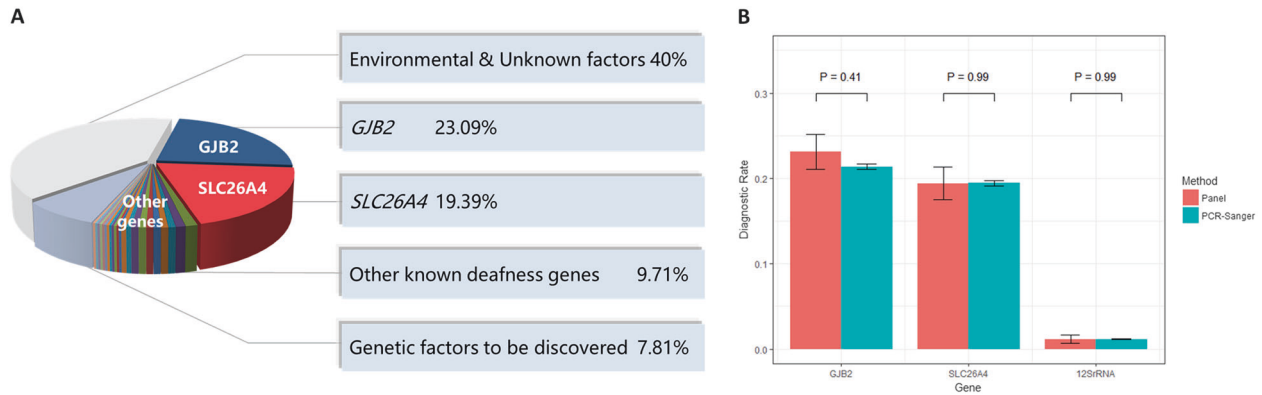 A
Environmental & Unknown factors 40%
GJB2 23.09%
SLC26A4 19.39%
Other known deafness genes 9.71%
Genetic factors to be discovered 7.81%
GJB2
SLC26A4
Other
genes
B
P = 0.41
P = 0.99
P = 0.99
0.3
0.2
0.1
0.0
Diagnostic Rate
GJB2
SLC26A4
12SrRNA
Gene
Method
Panel
PCR-Sanger